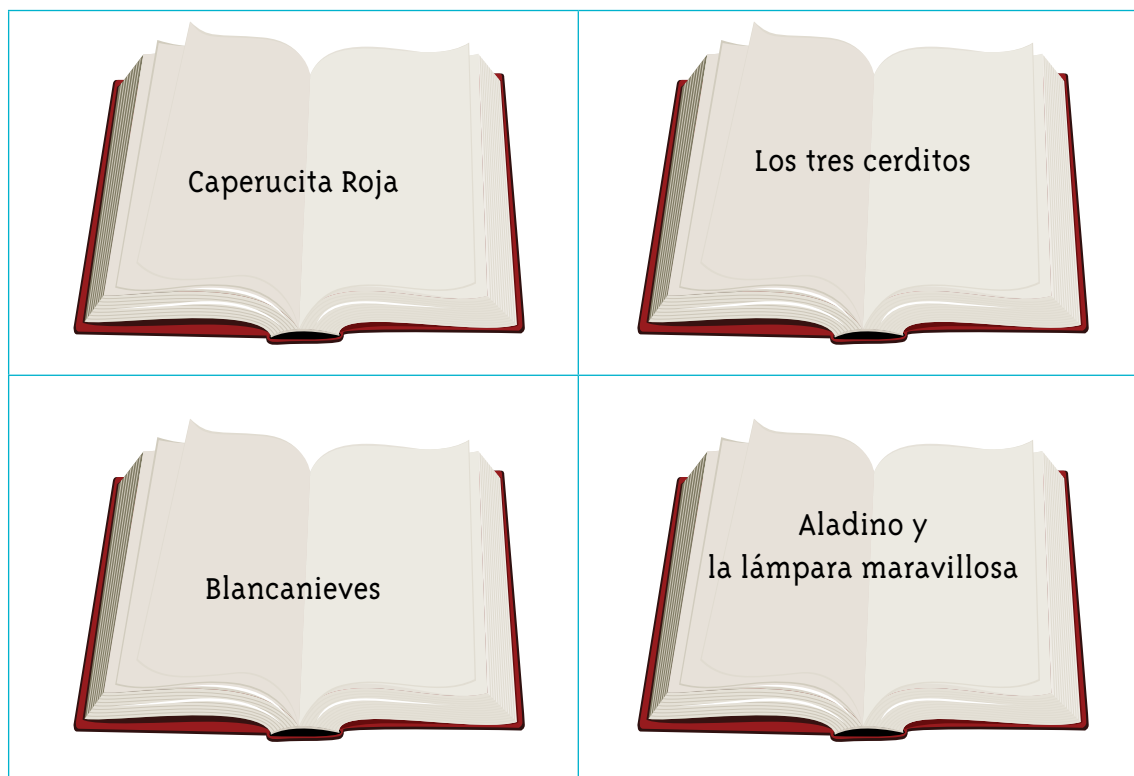 Caperucita Roja
Los tres cerditos
Blancanieves
Aladino y
la lámpara maravillosa